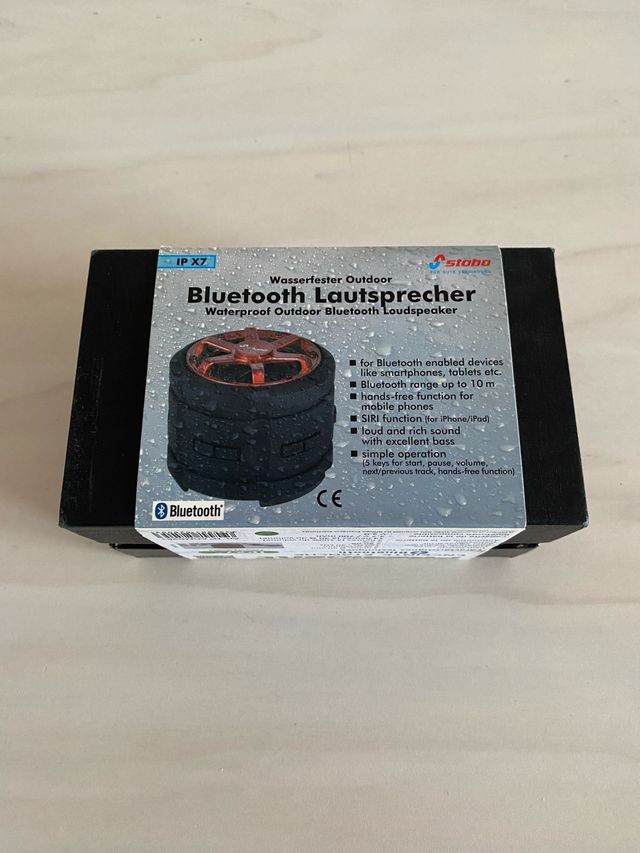 IP X7
stabo
Wasserfester Outdoor
Bluetooth Lautsprecher
Waterproof Outdoor Bluetooth Loudspeaker
■ for Bluetooth enabled devices
like smartphones, tablets etc.
■ Bluetooth range up to 10 m
■ hands-free function for
mobile phones
■ SIRI function (for iPhone/iPad)
■ loud and rich sound
with excellent bass
■ simple operation
(5 keys for start, pause, volume,
next/previous track, hands-free function)
Bluetooth®
CE